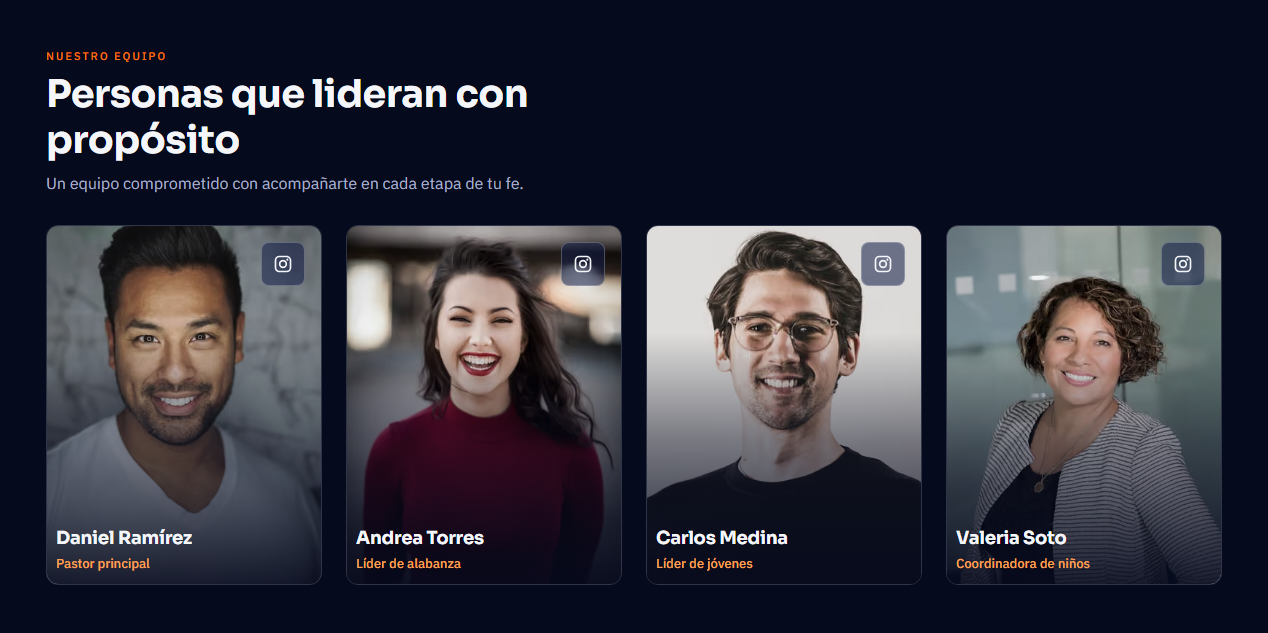 NUESTRO EQUIPO
Personas que lideran con
propósito
Un equipo comprometido con acompañarte en cada etapa de tu fe.
Daniel Ramírez
Pastor principal
Andrea Torres
Líder de alabanza
Carlos Medina
Líder de jóvenes
Valeria Soto
Coordinadora de niños